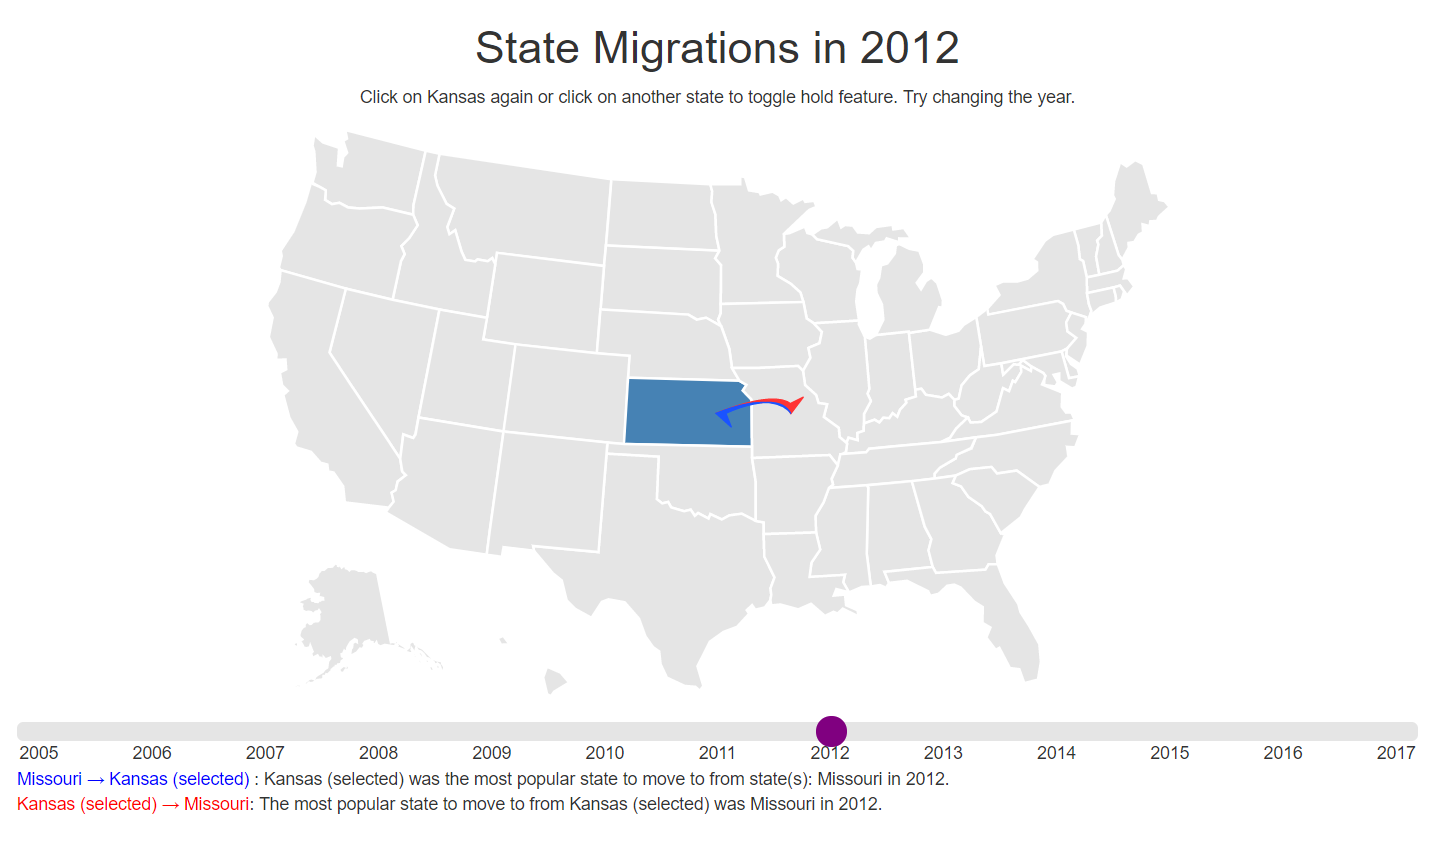 State Migrations in 2012
Click on Kansas again or click on another state to toggle hold feature. Try changing the year.
2005 2006 2007 2008 2009 2010 2011 2012 2013 2014 2015 2016 2017
Missouri → Kansas (selected) : Kansas (selected) was the most popular state to move to from state(s): Missouri in 2012.
Kansas (selected) → Missouri: The most popular state to move to from Kansas (selected) was Missouri in 2012.